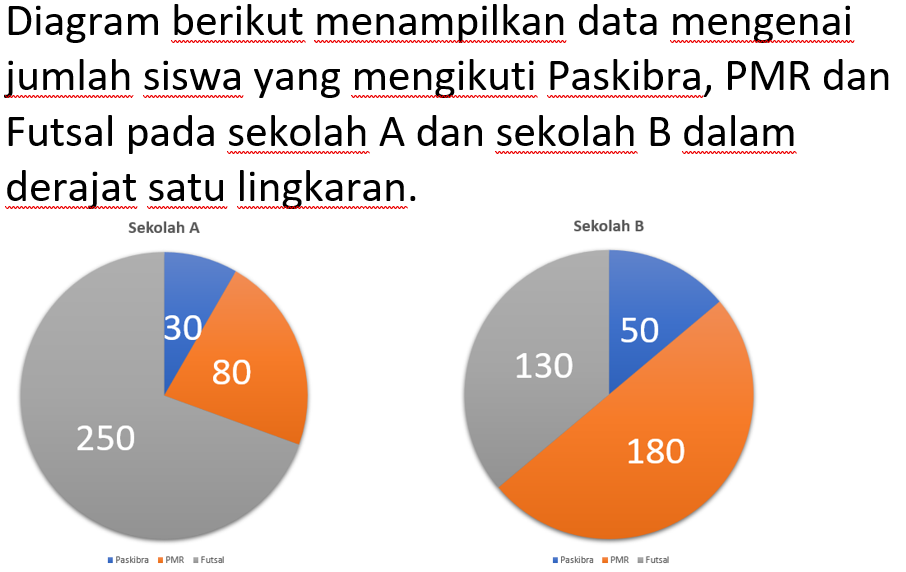 Diagram berikut menampilkan data mengenai
jumlah siswa yang mengikuti Paskibra, PMR dan
Futsal pada sekolah A dan sekolah B dalam
derajat satu lingkaran.
Sekolah A
30
80
250
Paskibra PMR Futsal
Sekolah B
50
130
180
Paskibra PMR Futsal